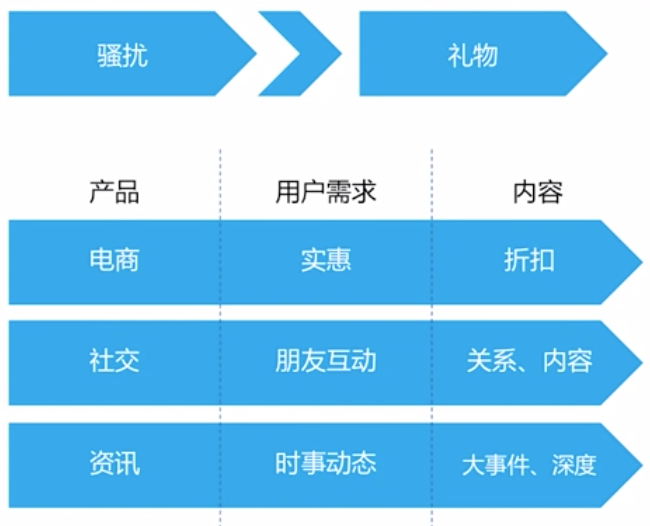 骚扰 礼物
产品 用户需求 内容
电商 实惠 折扣
社交 朋友互动 关系、内容
资讯 时事动态 大事件、深度